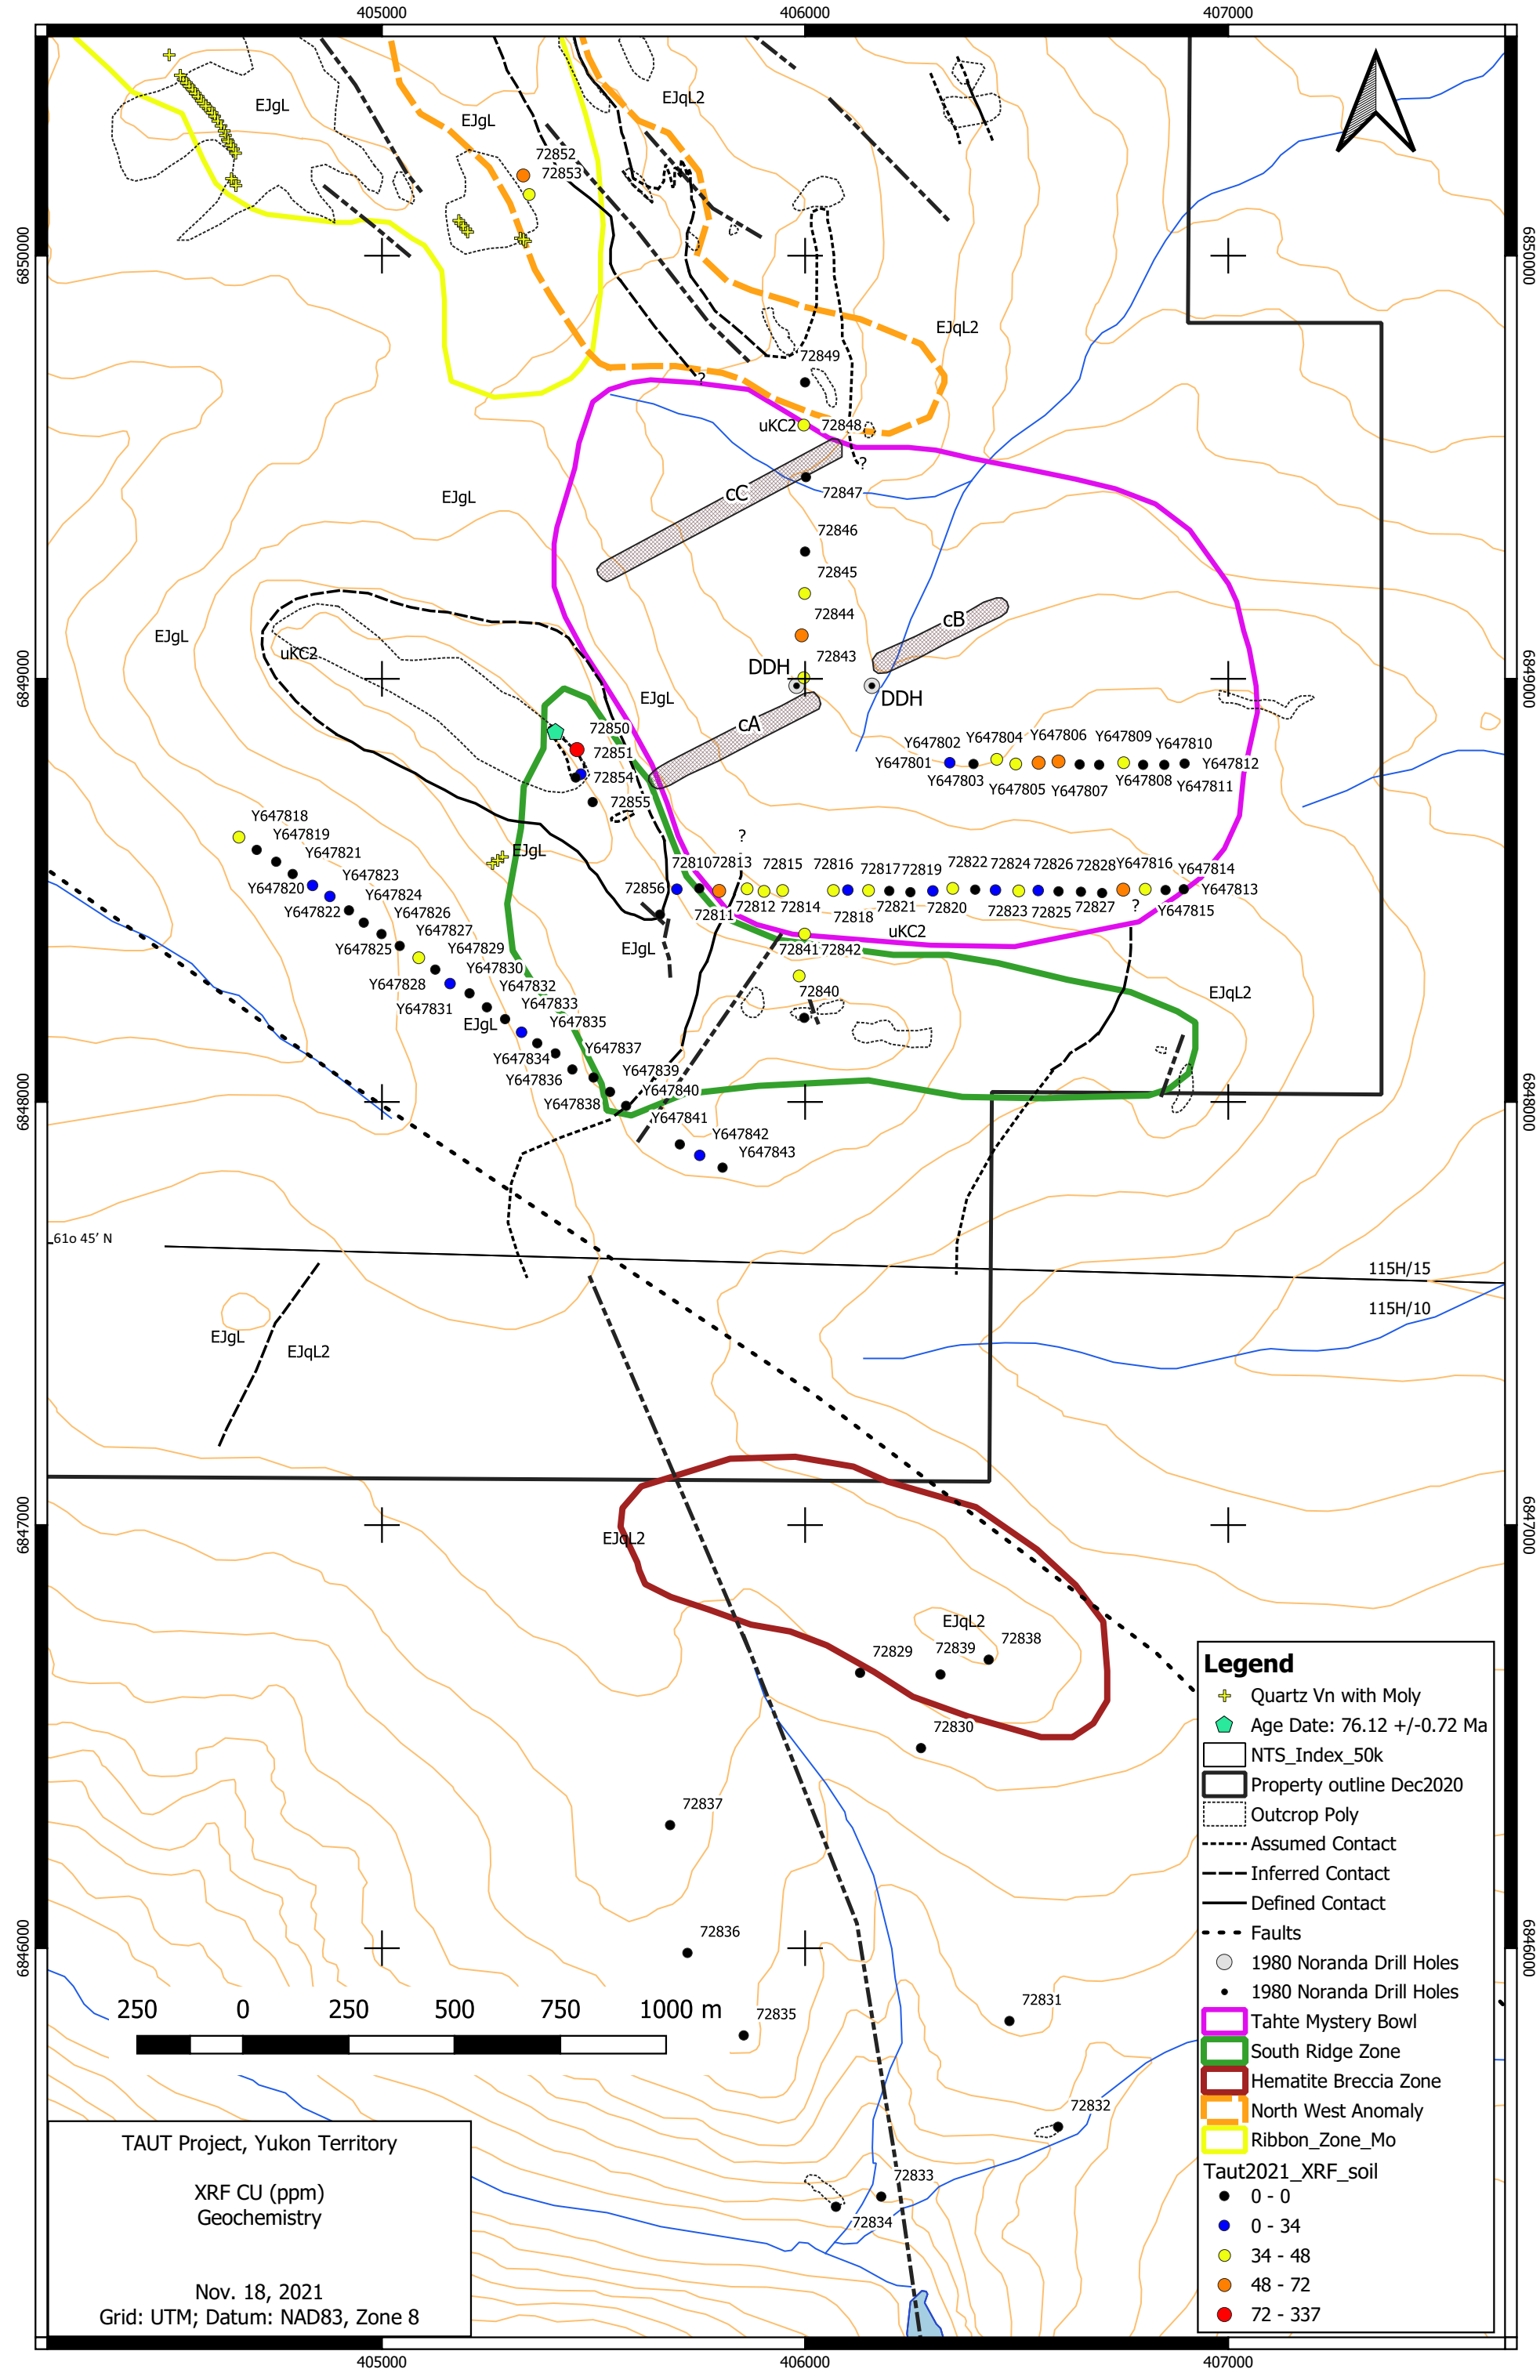 405000
406000
407000
EJgL
EJgL
EJqL2
72852
72853
6850000
6850000
EJqL2
72849
?
uKC2
72848
?
EJgL
cC
72847
72846
72845
72844
cB
EJgL
uKC2
72843
DDH
DDH
EJgL
6849000
6849000
cA
72850
72851
72854
72855
Y647802
Y647804
Y647806
Y647809
Y647810
Y647801
Y647812
Y647803
Y647805
Y647807
Y647808
Y647811
Y647818
Y647819
Y647821
Y647823
Y647820
Y647824
Y647822
Y647826
Y647827
Y647825
Y647829
Y647828
Y647830
Y647831
Y647832
Y647833
EJgL
Y647835
Y647834
Y647837
Y647836
Y647839
Y647838
Y647840
Y647841
Y647842
Y647843
EJgL
?
72810
72813
72815
72816
72817
72819
72822
72824
72826
72828
Y647816
Y647814
72856
Y647813
72811
72812
72814
72818
72821
72820
72823
72825
72827
?
Y647815
uKC2
EJgL
72841
72842
72840
EJqL2
6848000
6848000
61o 45' N
115H/15
115H/10
EJgL
EJqL2
6847000
6847000
EJqL2
EJqL2
72829
72839
72838
72830
72837
72836
72835
72831
72832
72833
72834
6846000
6846000
250 0 250 500 750 1000 m
TAUT Project, Yukon Territory
XRF CU (ppm)
Geochemistry
Nov. 18, 2021
Grid: UTM; Datum: NAD83, Zone 8
Legend
Quartz Vn with Moly
Age Date: 76.12 +/-0.72 Ma
NTS_Index_50k
Property outline Dec2020
Outcrop Poly
Assumed Contact
Inferred Contact
Defined Contact
Faults
1980 Noranda Drill Holes
1980 Noranda Drill Holes
Tahte Mystery Bowl
South Ridge Zone
Hematite Breccia Zone
North West Anomaly
Ribbon_Zone_Mo
Taut2021_XRF_soil
0 - 0
0 - 34
34 - 48
48 - 72
72 - 337
405000
406000
407000